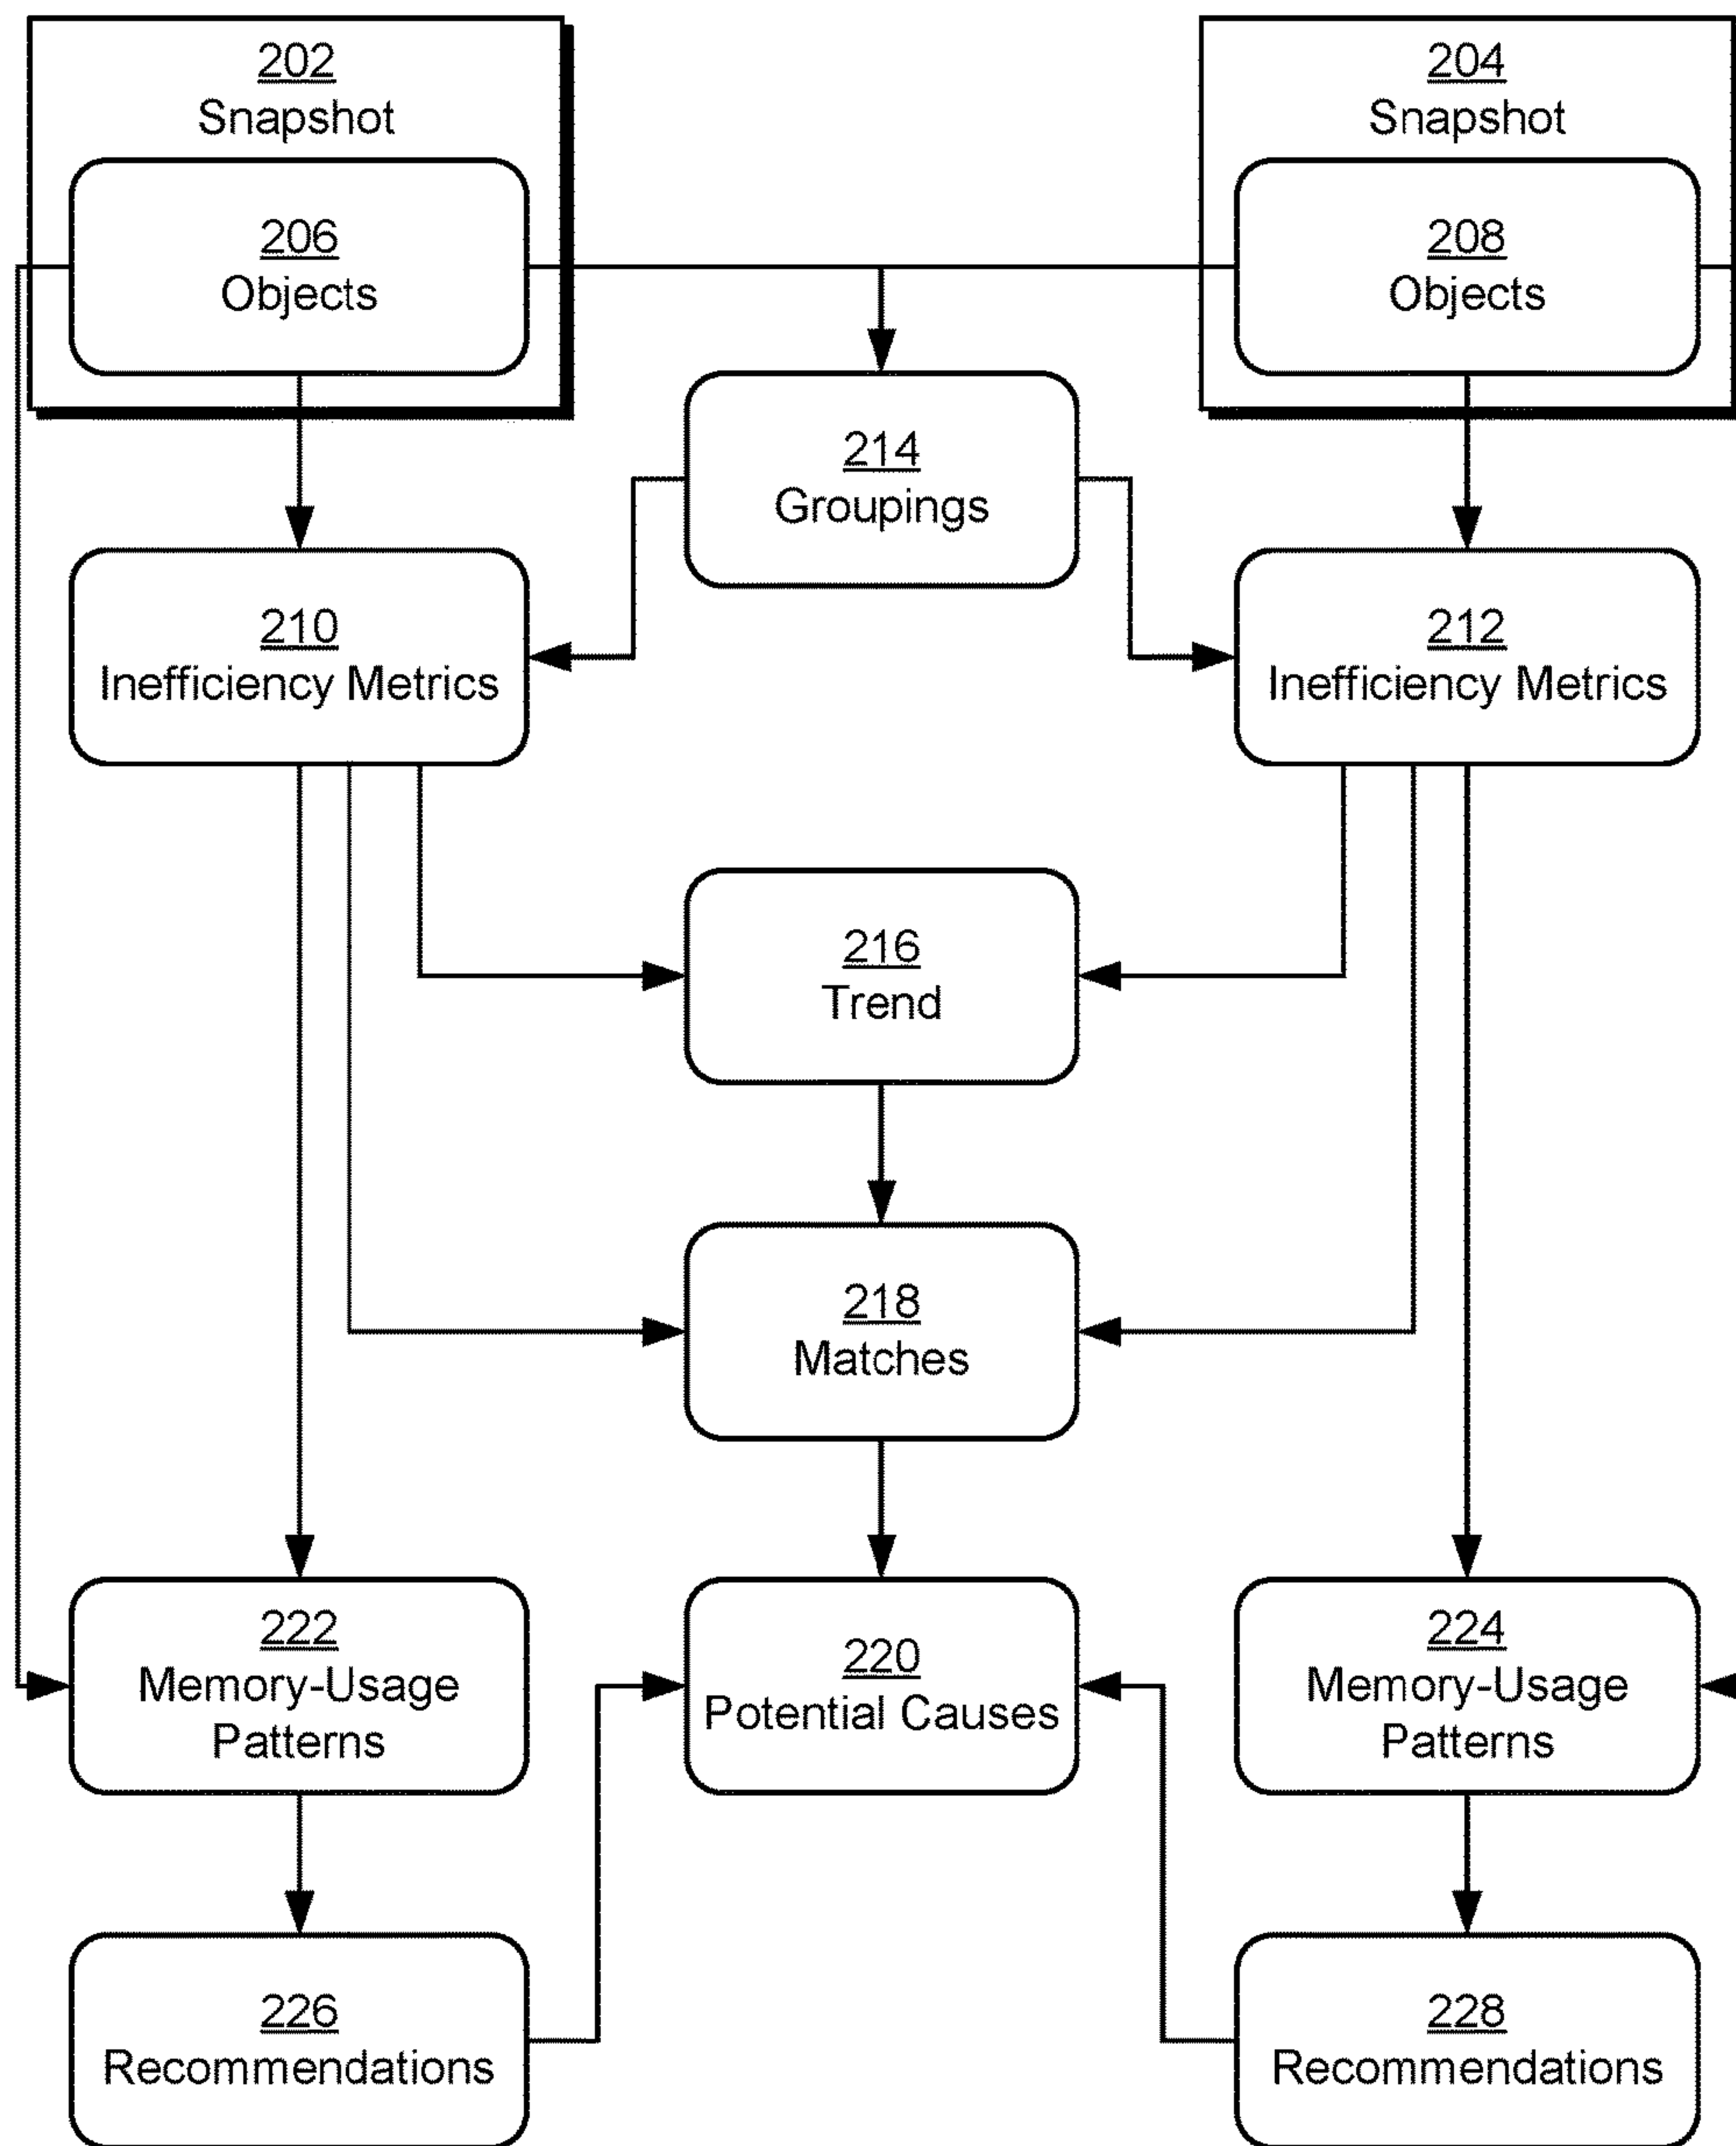 202
Snapshot
204
Snapshot
206
Objects
208
Objects
214
Groupings
210
Inefficiency Metrics
212
Inefficiency Metrics
216
Trend
218
Matches
222
Memory-Usage
Patterns
220
Potential Causes
224
Memory-Usage
Patterns
226
Recommendations
228
Recommendations